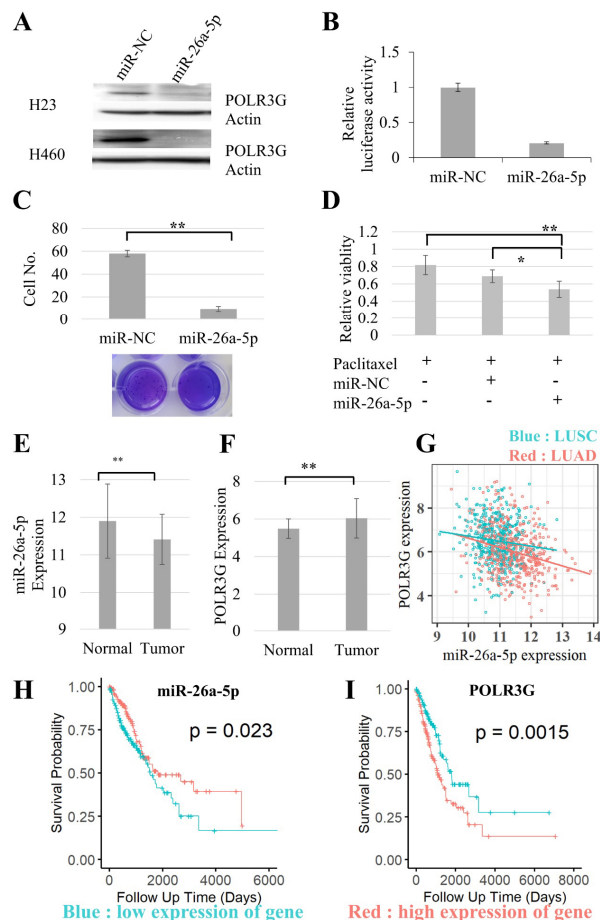 A
miR-NC
miR-26a-5p
H23
POLR3G
Actin
H460
POLR3G
Actin
B
Relative
luciferase activity
1.5
1
0.5
0
miR-NC
miR-26a-5p
C
**
Cell No.
80
60
40
20
0
miR-NC
miR-26a-5p
D
**
*
Relative viablity
1.2
1
0.8
0.6
0.4
0.2
0
Paclitaxel + + +
miR-NC - + -
miR-26a-5p - - +
E
**
miR-26a-5p
Expression
13
12
11
10
9
Normal
Tumor
F
**
POLR3G Expression
8
6
4
2
0
Normal
Tumor
G
Blue : LUSC
Red : LUAD
POLR3G expression
8
6
4
9 10 11 12 13 14
miR-26a-5p expression
H
miR-26a-5p
p = 0.023
Survival Probability
1.00
0.75
0.50
0.25
0.00
0 2000 4000 6000
Follow Up Time (Days)
I
POLR3G
p = 0.0015
Survival Probability
1.00
0.75
0.50
0.25
0.00
0 2000 4000 6000 8000
Follow Up Time (Days)
Blue : low expression of gene
Red : high expression of gene